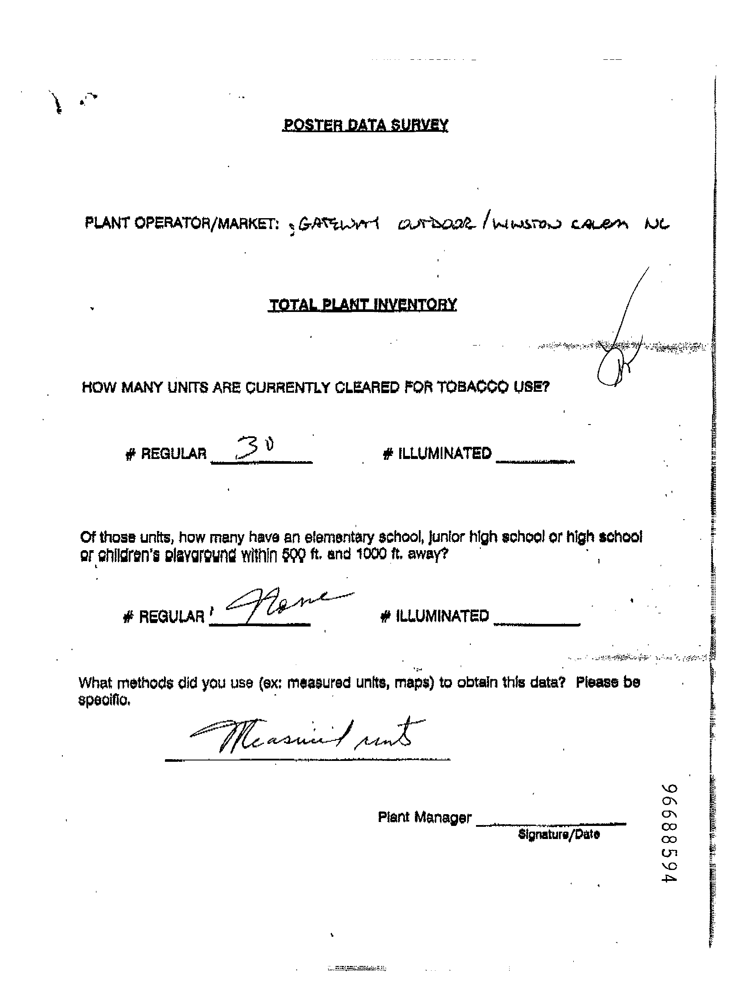 POSTER DATA SURVEY
PLANT OPERATOR/MARKET: GATEWAY OUTDOOR / WINSTON CALEM NC
TOTAL PLANT INVENTORY
HOW MANY UNITS ARE CURRENTLY CLEARED FOR TOBACCO USE?
# REGULAR 30 # ILLUMINATED
Of those units, how many have an elementary school, junior high school or high school
or children's playground within 500 ft. and 1000 ft. away?
# REGULAR None # ILLUMINATED
What methods did you use (ex: measured units, maps) to obtain this data? Please be
specific.
Measured units
Plant Manager
Signature/Date
96688594